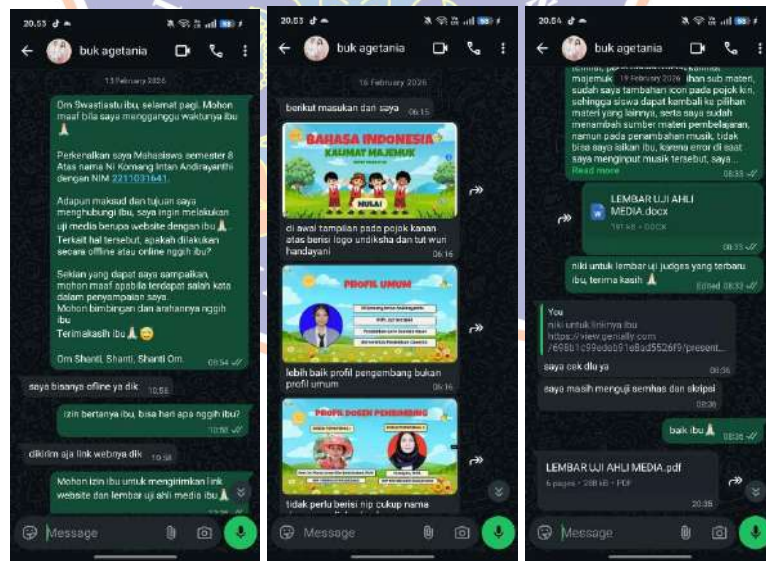 20.53
buk agetania
13 February 2026
Om Swastiastu ibu, selamat pagi. Mohon
maaf bila saya mengganggu waktunya ibu
🙏
Perkenalkan saya Mahasiswa semester 8
Atas nama Ni Komang Intan Andirayanthi
dengan NIM 2211031641.
Adapun maksud dan tujuan saya
menghubungi ibu, saya ingin melakukan
uji media berupa website dengan ibu 🙏.
Terkait hal tersebut, apakah dilakukan
secara offline atau online nggih ibu?
Sekian yang dapat saya sampaikan,
mohon maaf apabila terdapat salah kata
dalam penyampaian saya.
Mohon bimbingan dan arahannya nggih
ibu
Terimakasih ibu 🙏😊
Om Shanti, Shanti, Shanti Om.
09.54
saya bisanya ofline ya dik
10.56
izin bertanya ibu, bisa hari apa nggih ibu?
10.58
dikirim aja link webnya dik
10.58
Mohon izin ibu untuk mengirimkan link
website dan lembar uji ahli media ibu 🙏
Message
20.53
buk agetania
16 February 2026
berikut masukan dari saya
06.15
BAHASA INDONESIA
KALIMAT MAJEMUK
MULAI
di awal tampilan pada pojok kanan
atas berisi logo undiksha dan tut wuri
handayani
06.16
PROFIL UMUM
lebih baik profil pengembang bukan
profil umum
06.16
PROFIL DOSEN PEMBIMBING
tidak perlu berisi nip cukup nama
Message
20.54
buk agetania
majemuk
19 February 2026
ihan sub materi,
sudah saya tambahan icon pada pojok kiri,
sehingga siswa dapat kembali ke pilihan
materi yang lainnya, serta saya sudah
menambah sumber materi pembelajaran,
namun pada penambahan musik, tidak
bisa saya isikan ibu, karena error di saat
saya menginput musik tersebut, saya...
Read more
08.33
LEMBAR UJI AHLI
MEDIA.docx
DOCX
08.33
niki untuk lembar uji judges yang terbaru
ibu, terima kasih 🙏
Edited 08.33
You
niki untuk linknya ibu
https://view.genially.com
saya cek dlu ya
08.36
saya masih menguji semhas dan skripsi
08.36
baik ibu 🙏
08.36
LEMBAR UJI AHLI MEDIA.pdf
6 pages
PDF
20.35
Message